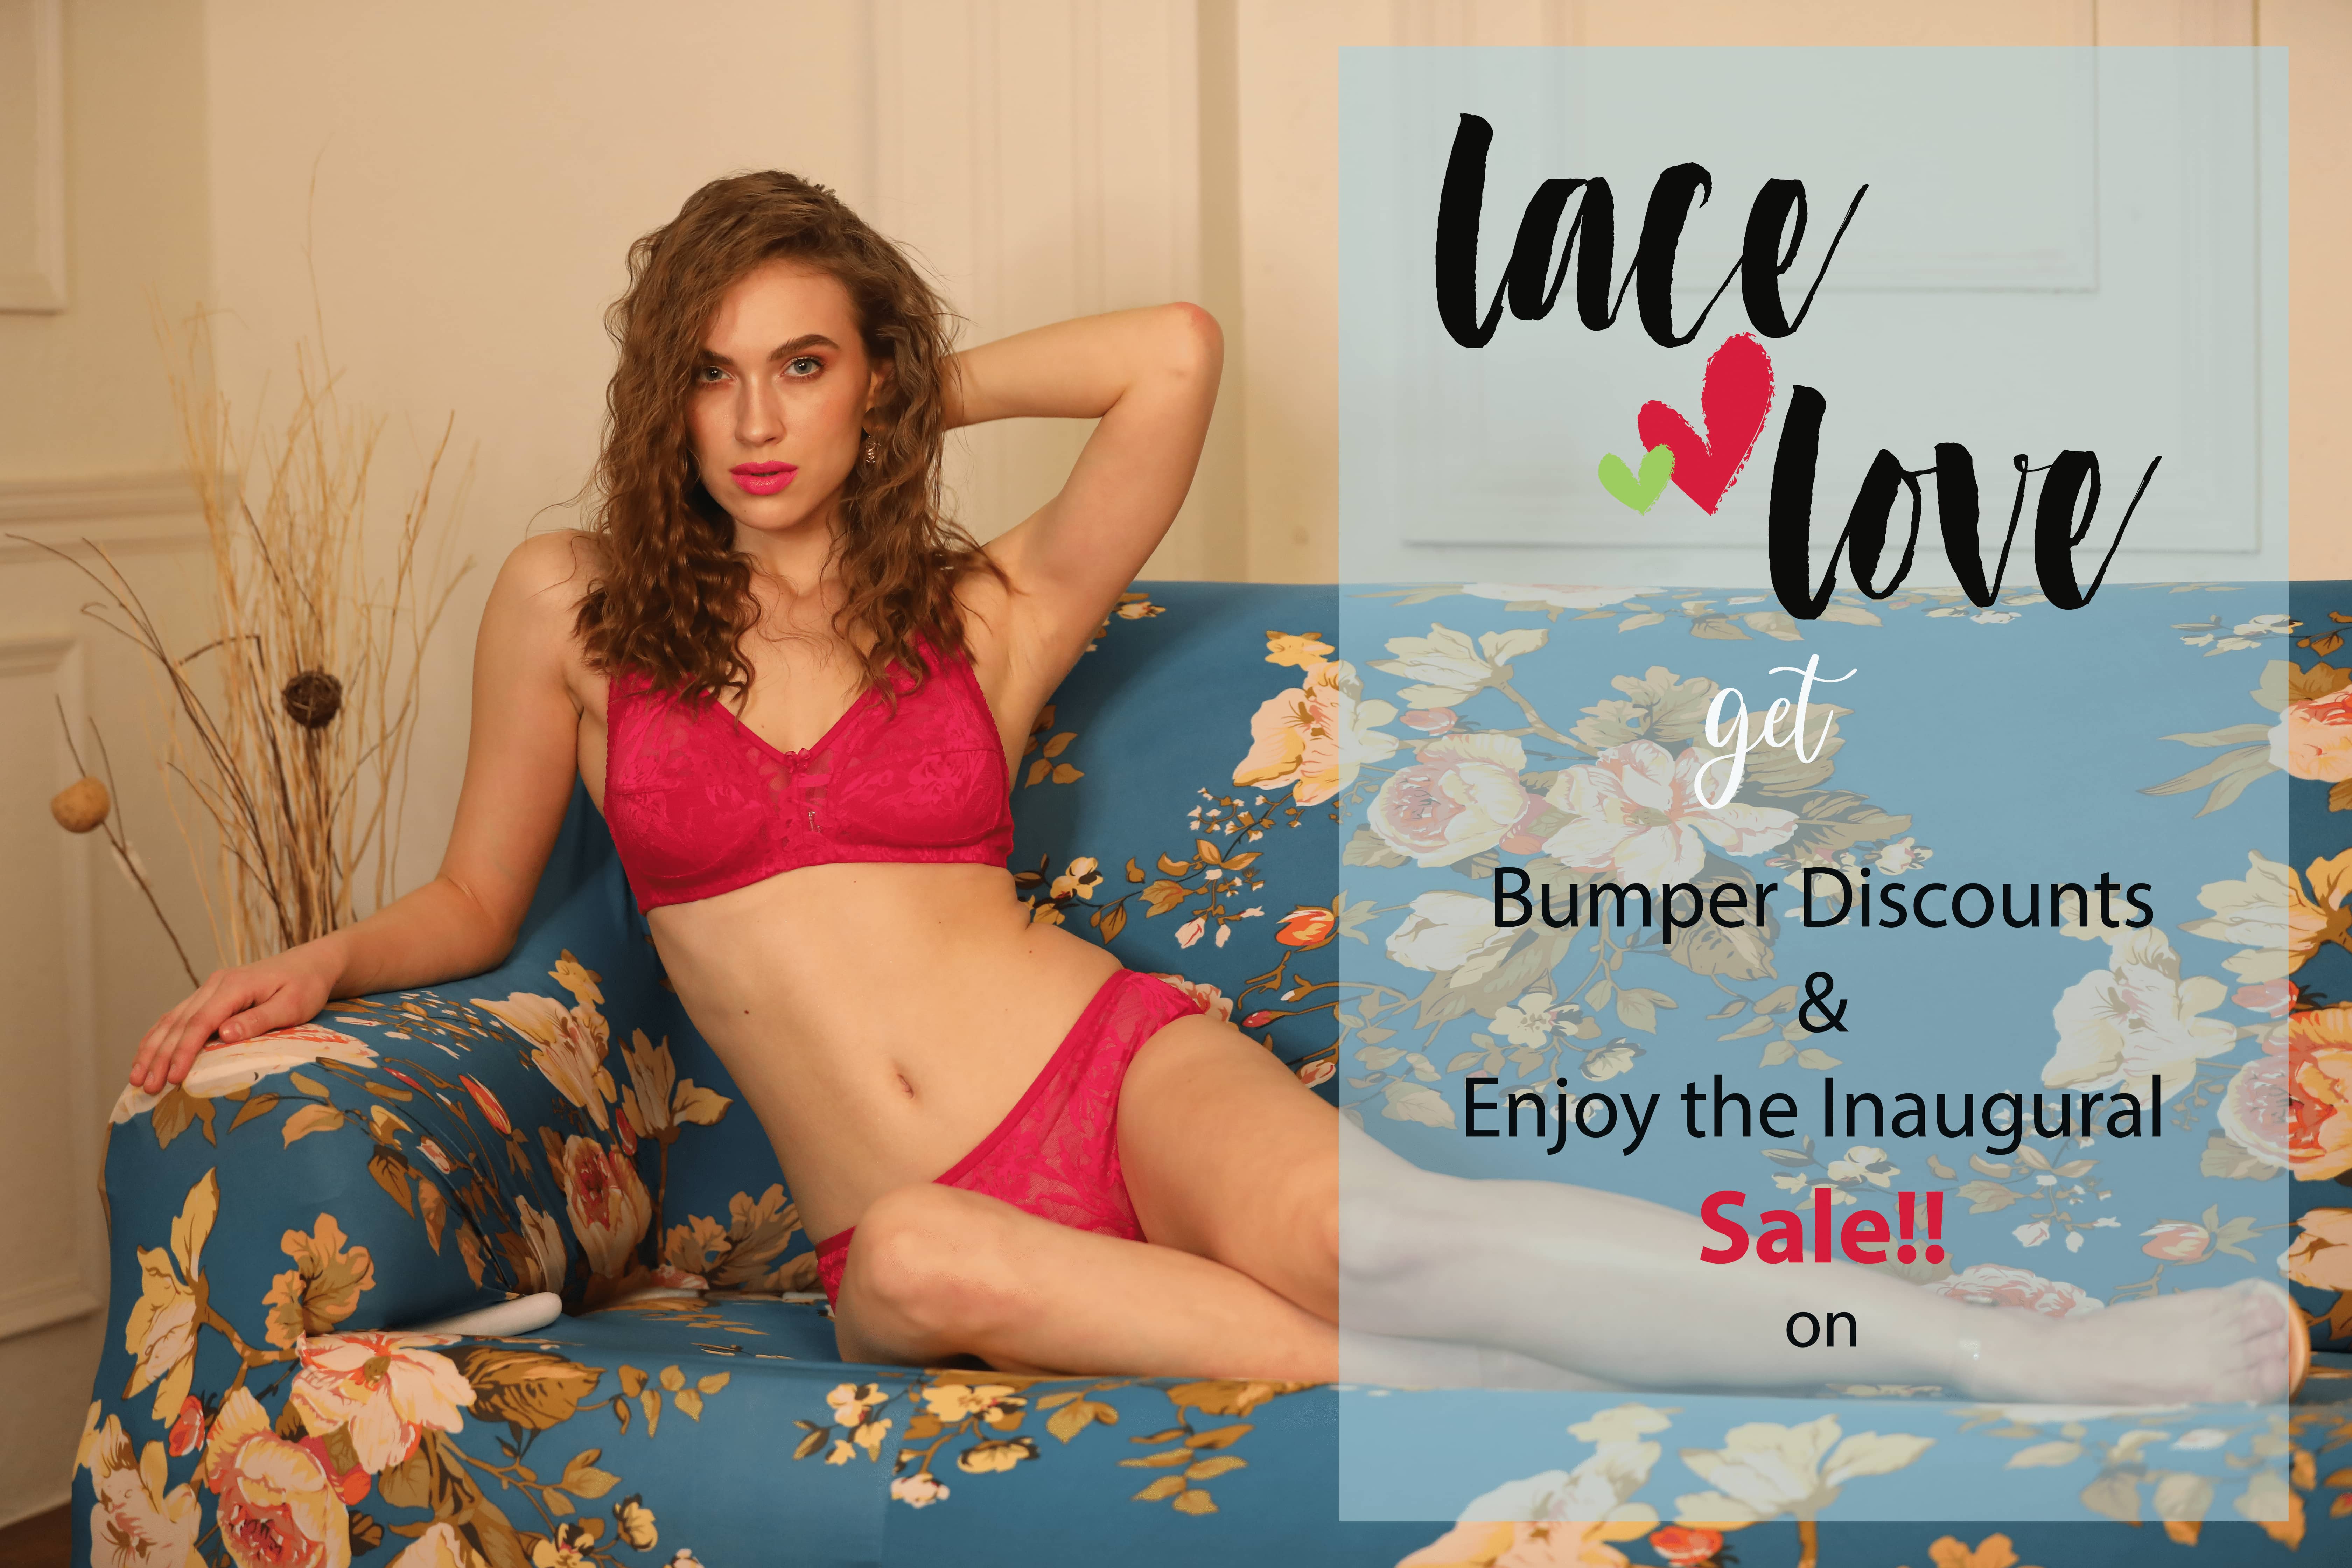 lace
love
get
Bumper Discounts
&
Enjoy the Inaugural
Sale!!
on